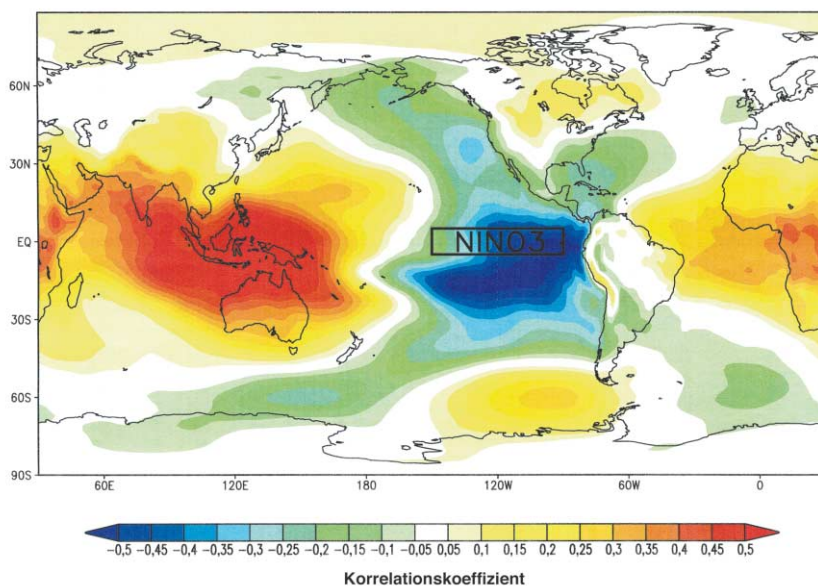 60N
30N
NINO3
EQ
30S
60S
90S
60E 120E 180 120W 60W 0
-0,5 -0,45 -0,4 -0,35 -0,3 -0,25 -0,2 -0,15 -0,1 -0,05 0,05 0,1 0,15 0,2 0,25 0,3 0,35 0,4 0,45 0,5
Korrelationskoeffizient